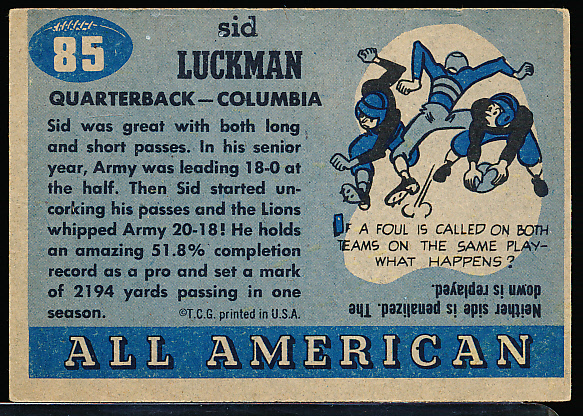 85
sid
LUCKMAN
QUARTERBACK—COLUMBIA
Sid was great with both long
and short passes. In his senior
year, Army was leading 18-0 at
the half. Then Sid started un-
corking his passes and the Lions
whipped Army 20-18! He holds
an amazing 51.8% completion
record as a pro and set a mark
of 2194 yards passing in one
season.
©T.C.G. printed in U.S.A.
IF A FOUL IS CALLED ON BOTH
TEAMS ON THE SAME PLAY—
WHAT HAPPENS?
Neither side is penalized. The
down is replayed.
ALL AMERICAN